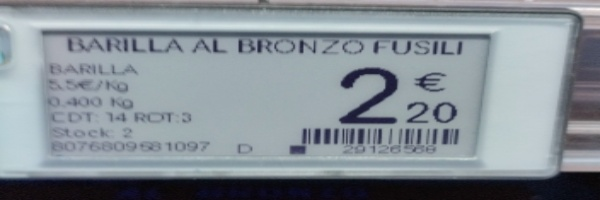 BARILLA AL BRONZO FUSILI
BARILLA
5.5€/Kg
0.400 Kg
CDT: 14 ROT:3
Stock: 2
8076809581097 D
2 €
20
29126568